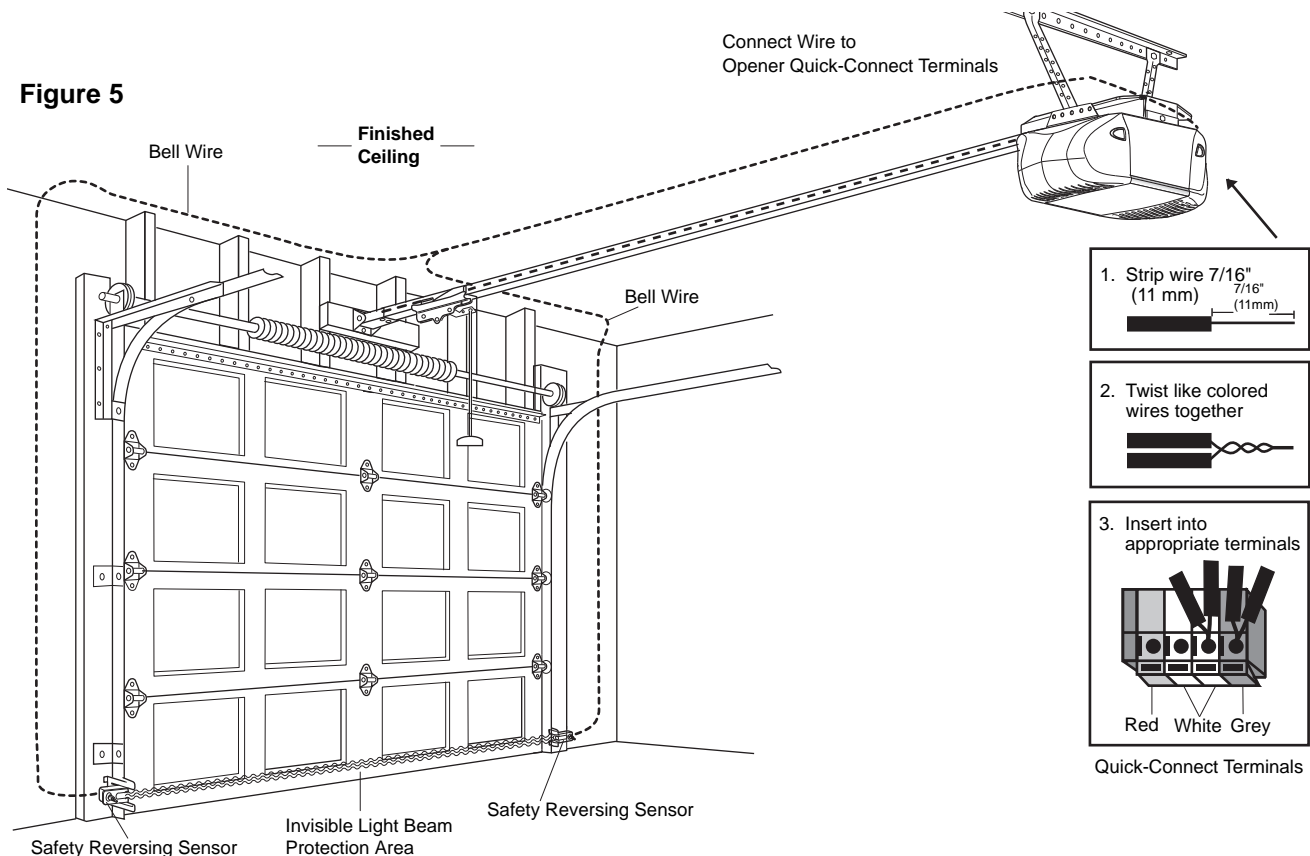 Figure 5
Connect Wire to
Opener Quick-Connect Terminals
Finished
Ceiling
Bell Wire
Bell Wire
1. Strip wire 7/16"
(11 mm)
7/16"
(11mm)
2. Twist like colored
wires together
3. Insert into
appropriate terminals
Red White Grey
Quick-Connect Terminals
Safety Reversing Sensor
Invisible Light Beam
Protection Area
Safety Reversing Sensor